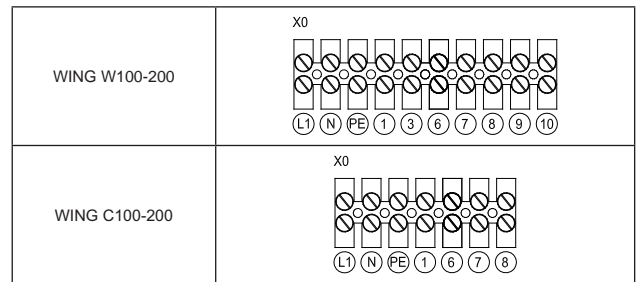 X0
WING W100-200
L1 N PE 1 3 6 7 8 9 10
X0
WING C100-200
L1 N PE 1 6 7 8